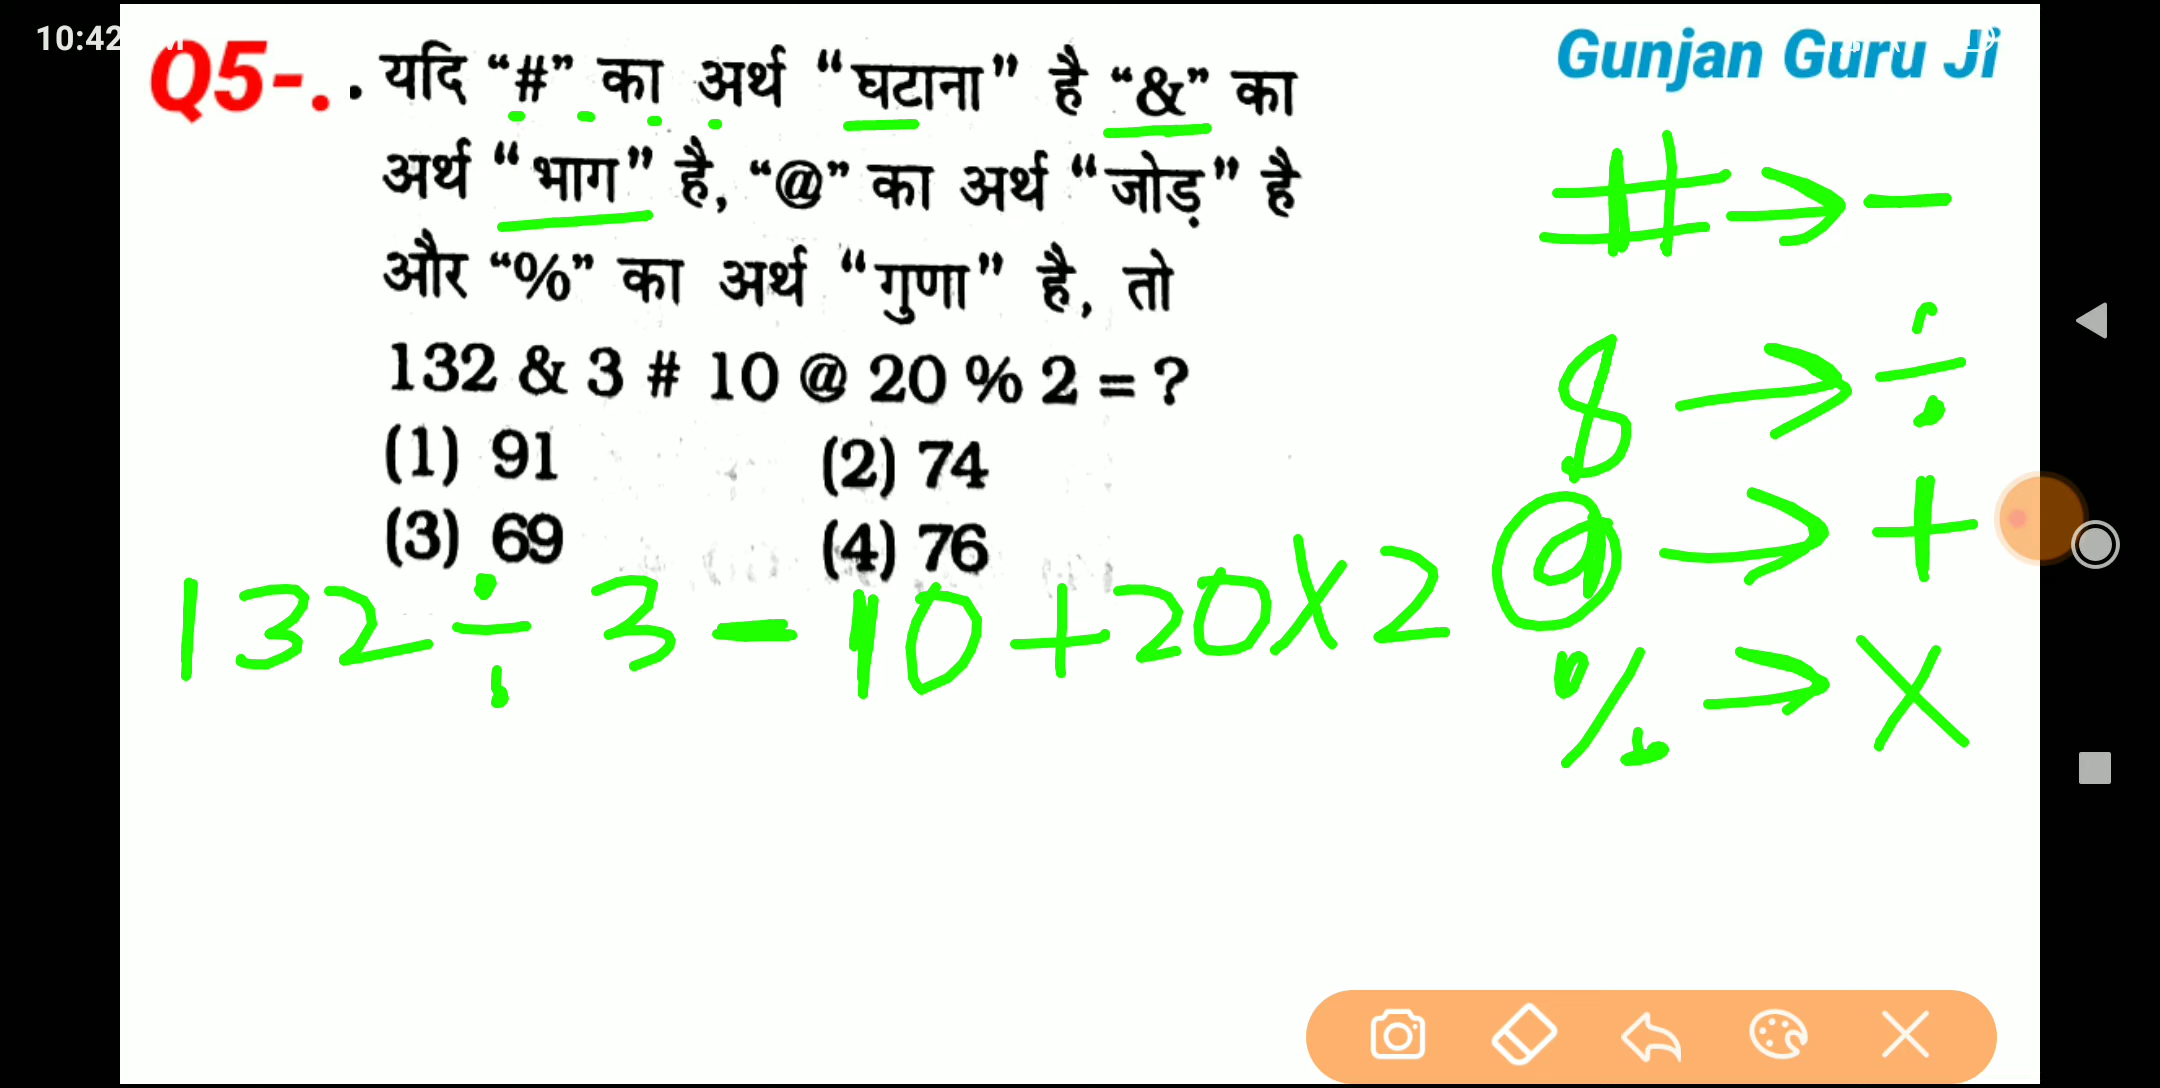 10:42
Q5-. . यदि “#” का अर्थ “घटाना” है “&” का
अर्थ “भाग” है, “@” का अर्थ “जोड़” है
और “%” का अर्थ “गुणा” है, तो
132 & 3 # 10 @ 20 % 2 = ?
(1) 91 (2) 74
(3) 69 (4) 76
132 ÷ 3 - 10 + 20 X 2
Gunjan Guru Ji
# → -
& → ÷
@ → +
% → X